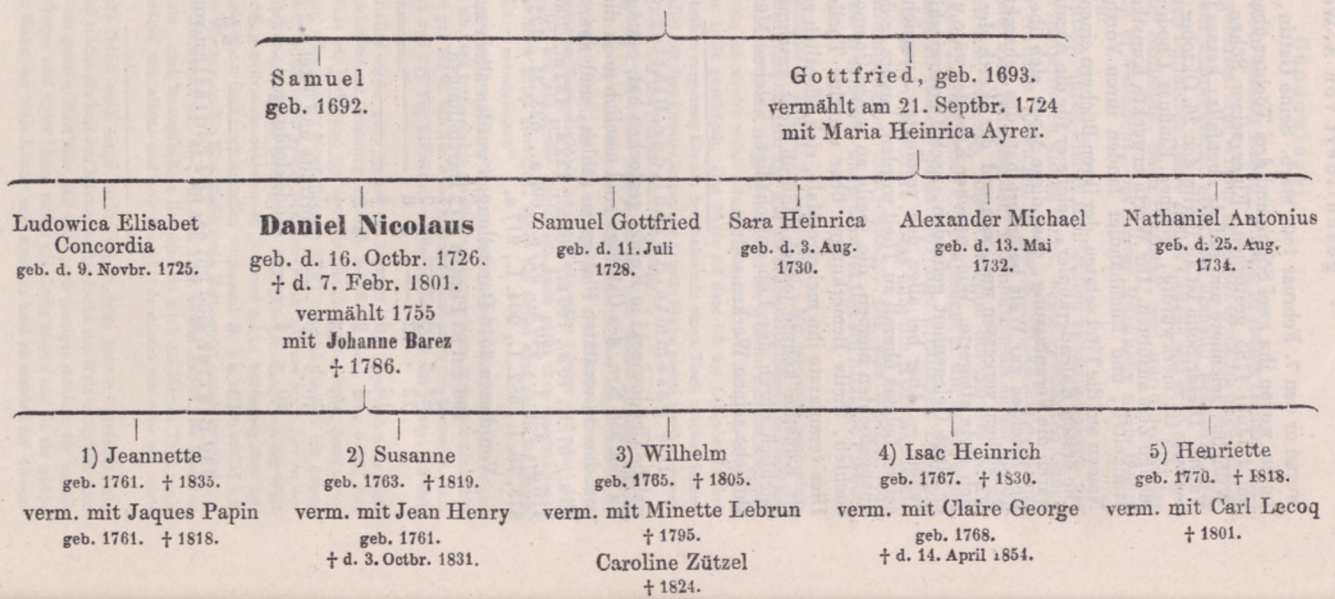 Samuel
geb. 1692.
Gottfried, geb. 1693.
vermählt am 21. Septbr. 1724
mit Maria Heinrica Ayrer.
Ludowica Elisabet
Concordia
geb. d. 9. Novbr. 1725.
Daniel Nicolaus
geb. d. 16. Octbr. 1726.
† d. 7. Febr. 1801.
vermählt 1755
mit Johanne Barez
† 1786.
Samuel Gottfried
geb. d. 11. Juli
1728.
Sara Heinrica
geb. d. 3. Aug.
1730.
Alexander Michael
geb. d. 13. Mai
1732.
Nathaniel Antonius
geb. d. 25. Aug.
1734.
1) Jeannette
geb. 1761. † 1835.
verm. mit Jaques Papin
geb. 1761. † 1818.
2) Susanne
geb. 1763. † 1819.
verm. mit Jean Henry
geb. 1761.
† d. 3. Octbr. 1831.
3) Wilhelm
geb. 1765. † 1805.
verm. mit Minette Lebrun
† 1795.
Caroline Zützel
† 1824.
4) Isac Heinrich
geb. 1767. † 1830.
verm. mit Claire George
geb. 1768.
† d. 14. April 1854.
5) Henriette
geb. 1770. † 1818.
verm. mit Carl Lecoq
† 1801.